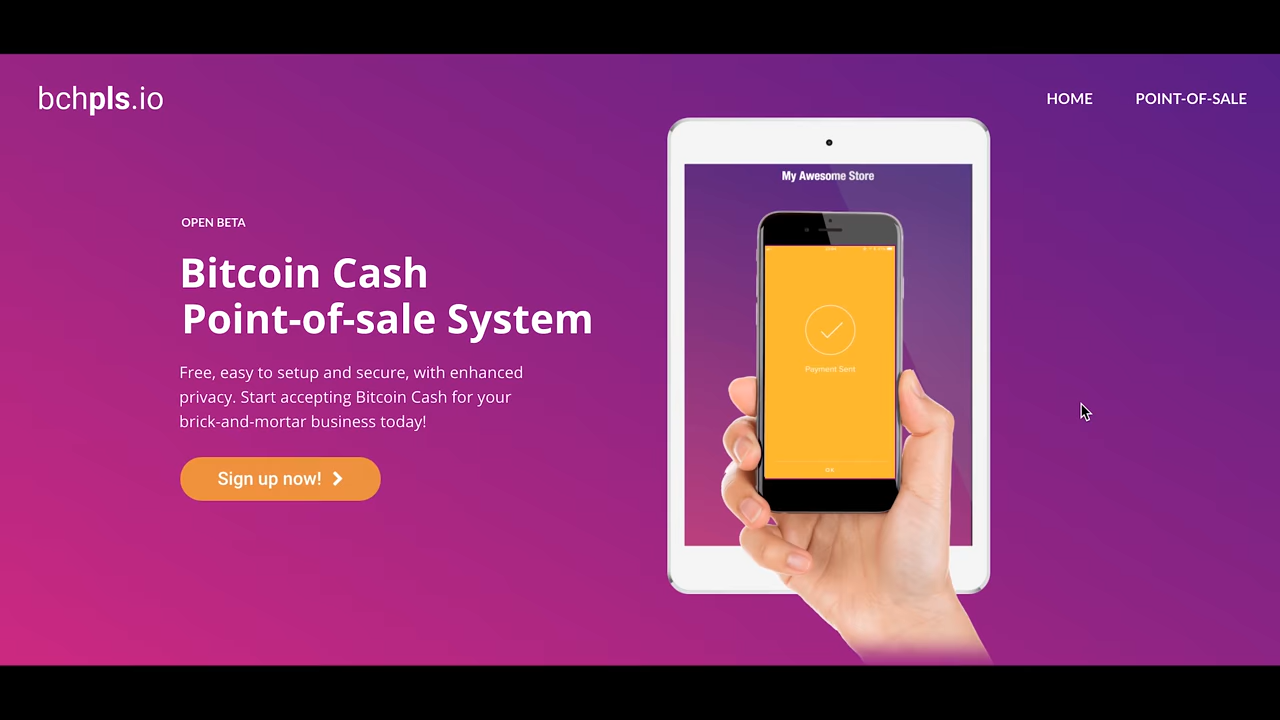 bchpls.io
HOME
POINT-OF-SALE
My Awesome Store
OPEN BETA
Bitcoin Cash
Point-of-sale System
Free, easy to setup and secure, with enhanced
privacy. Start accepting Bitcoin Cash for your
brick-and-mortar business today!
Sign up now!
Payment Sent
OK